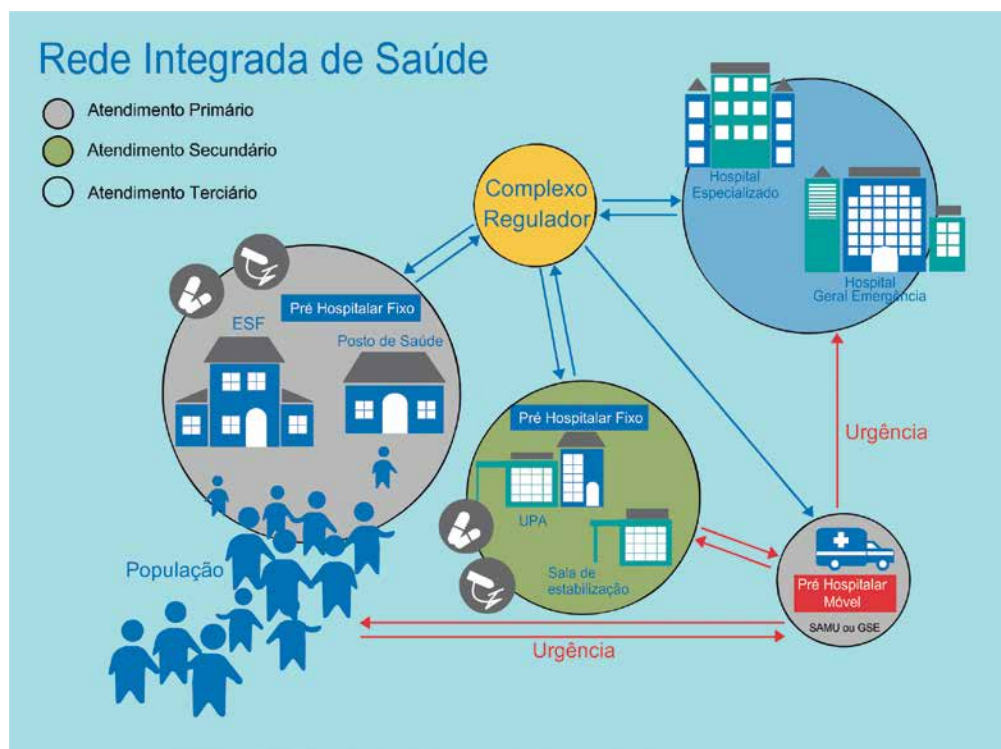 Rede Integrada de Saúde
Atendimento Primário
Atendimento Secundário
Atendimento Terciário
Complexo
Regulador
Hospital
Especializado
Hospital
Geral Emergência
Pré Hospitalar Fixo
ESF
Posto de Saúde
Pré Hospitalar Fixo
UPA
Sala de
estabilização
Urgência
População
Pré Hospitalar
Móvel
SAMU ou GSE
Urgência